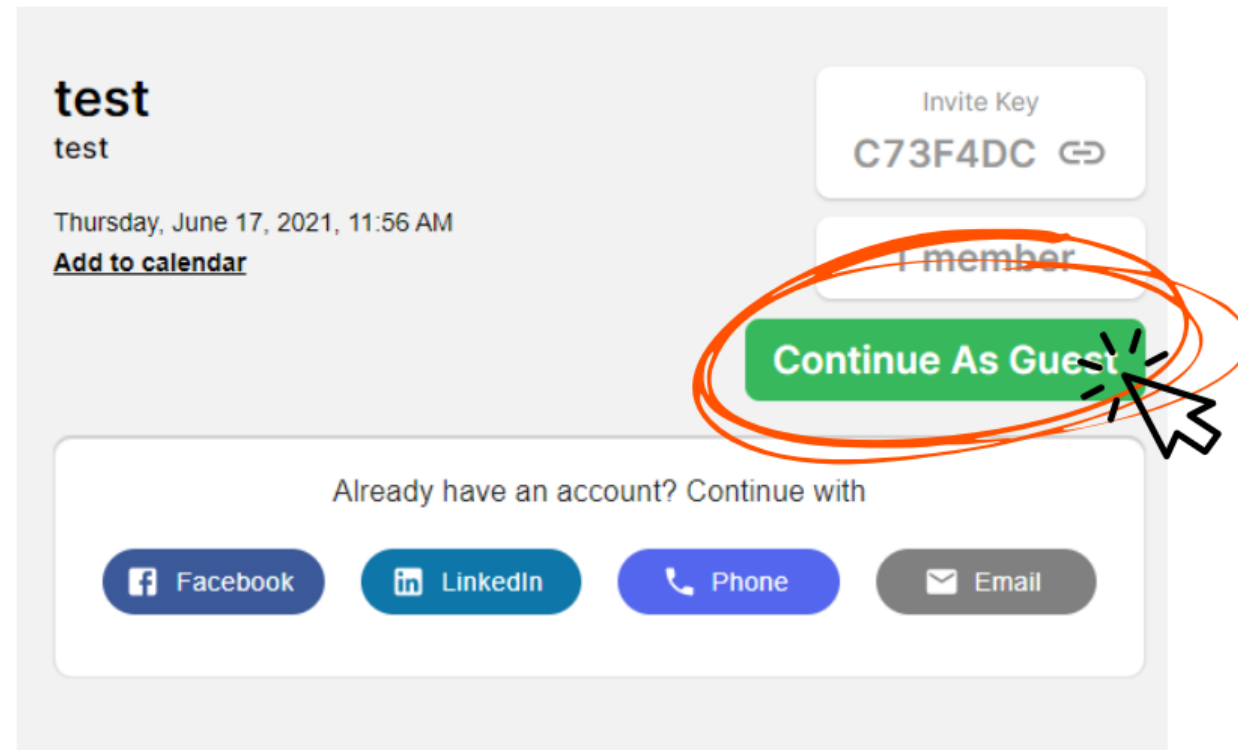 test
test
Thursday, June 17, 2021, 11:56 AM
Add to calendar
Invite Key
C73F4DC
1 member
Continue As Guest
Already have an account? Continue with
Facebook
LinkedIn
Phone
Email